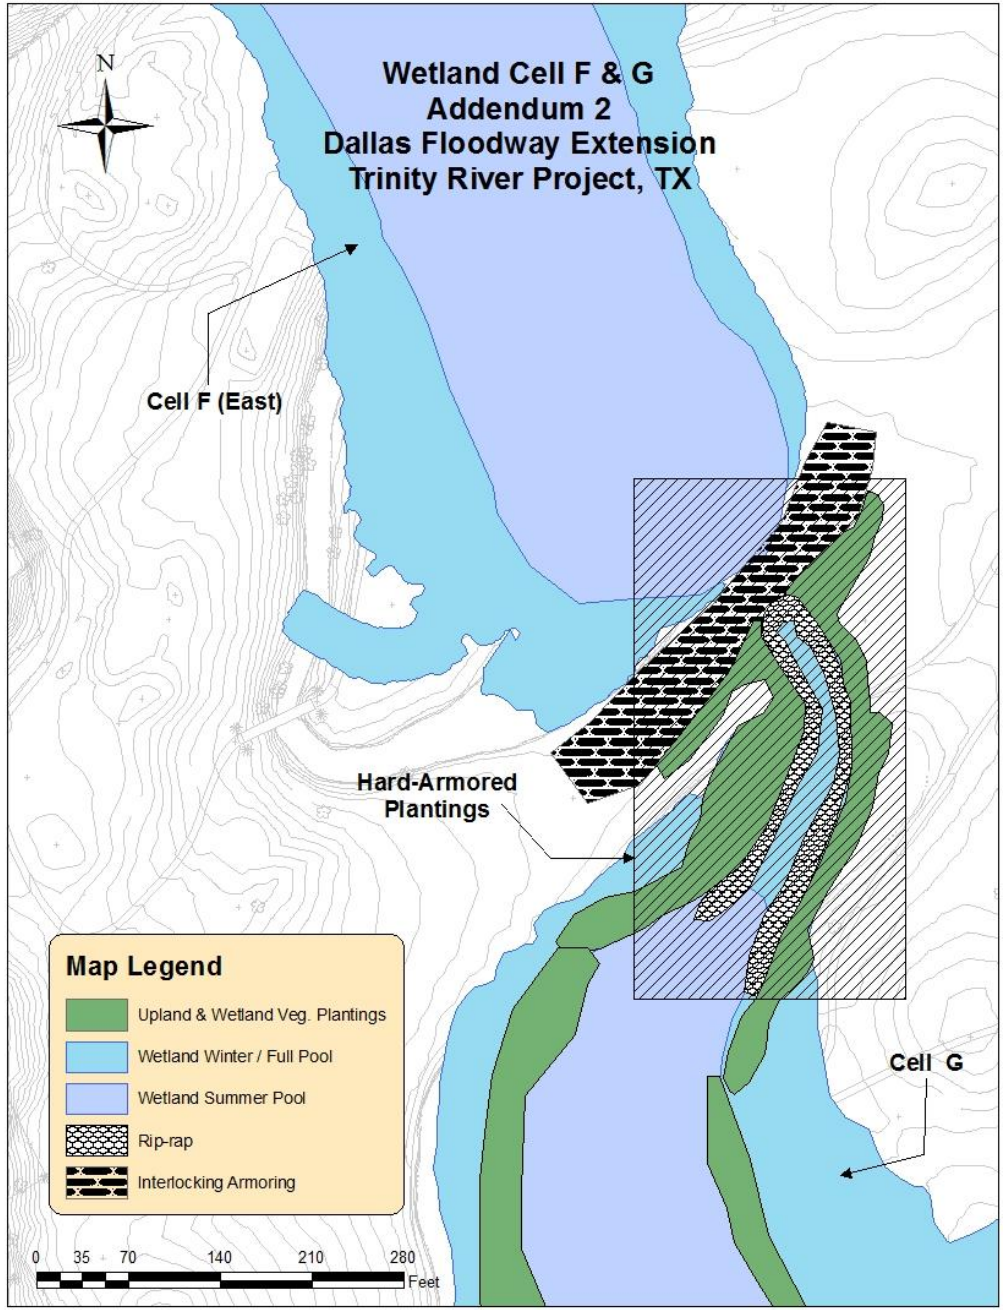 Wetland Cell F & G
Addendum 2
Dallas Floodway Extension
Trinity River Project, TX
N
Cell F (East)
Hard-Armored
Plantings
Map Legend
Upland & Wetland Veg. Plantings
Wetland Winter / Full Pool
Wetland Summer Pool
Rip-rap
Interlocking Armoring
Cell G
0 35 70 140 210 280
Feet